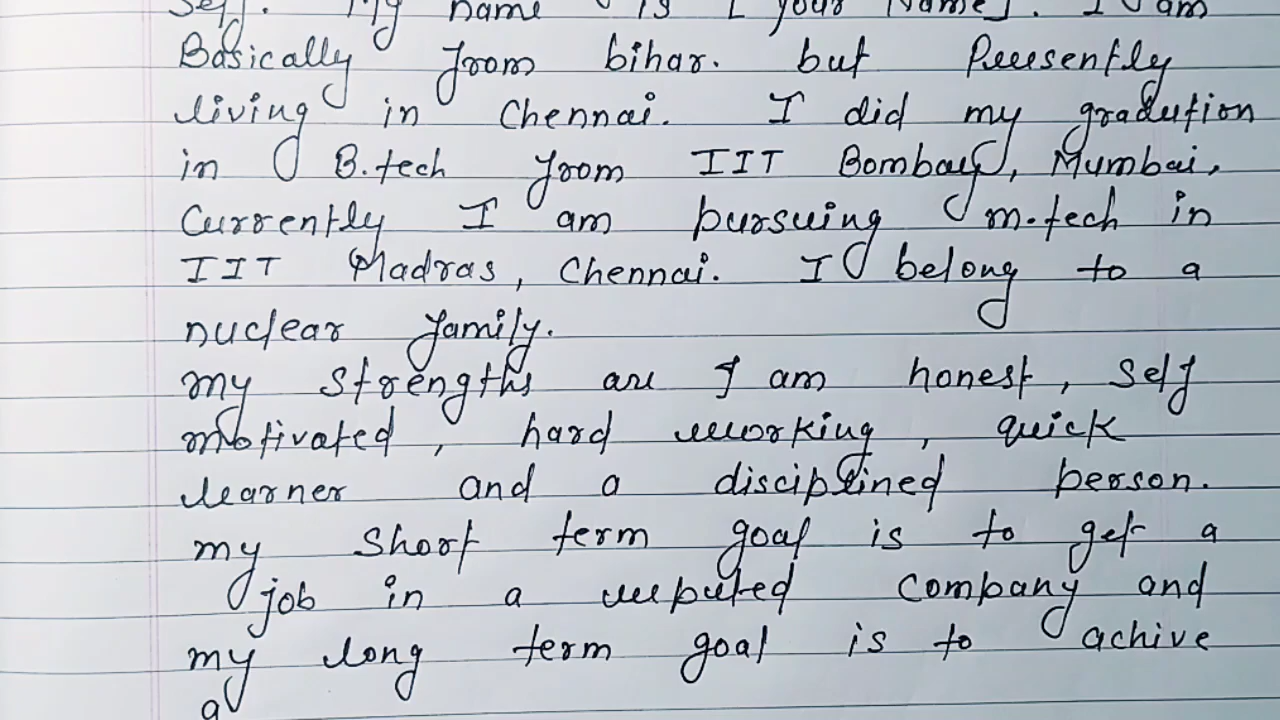 self. My name is [your Name]. I am
Basically from bihar. but Presently
living in Chennai. I did my gradution
in B.tech from IIT Bombay, Mumbai,
Currently I am pursuing m.tech in
IIT Madras, Chennai. I belong to a
nuclear family.
my strengths are I am honest, self
motivated, hard working, quick
learner and a disciplined person.
my short term goal is to get a
job in a reputed company and
my long term goal is to achive
a